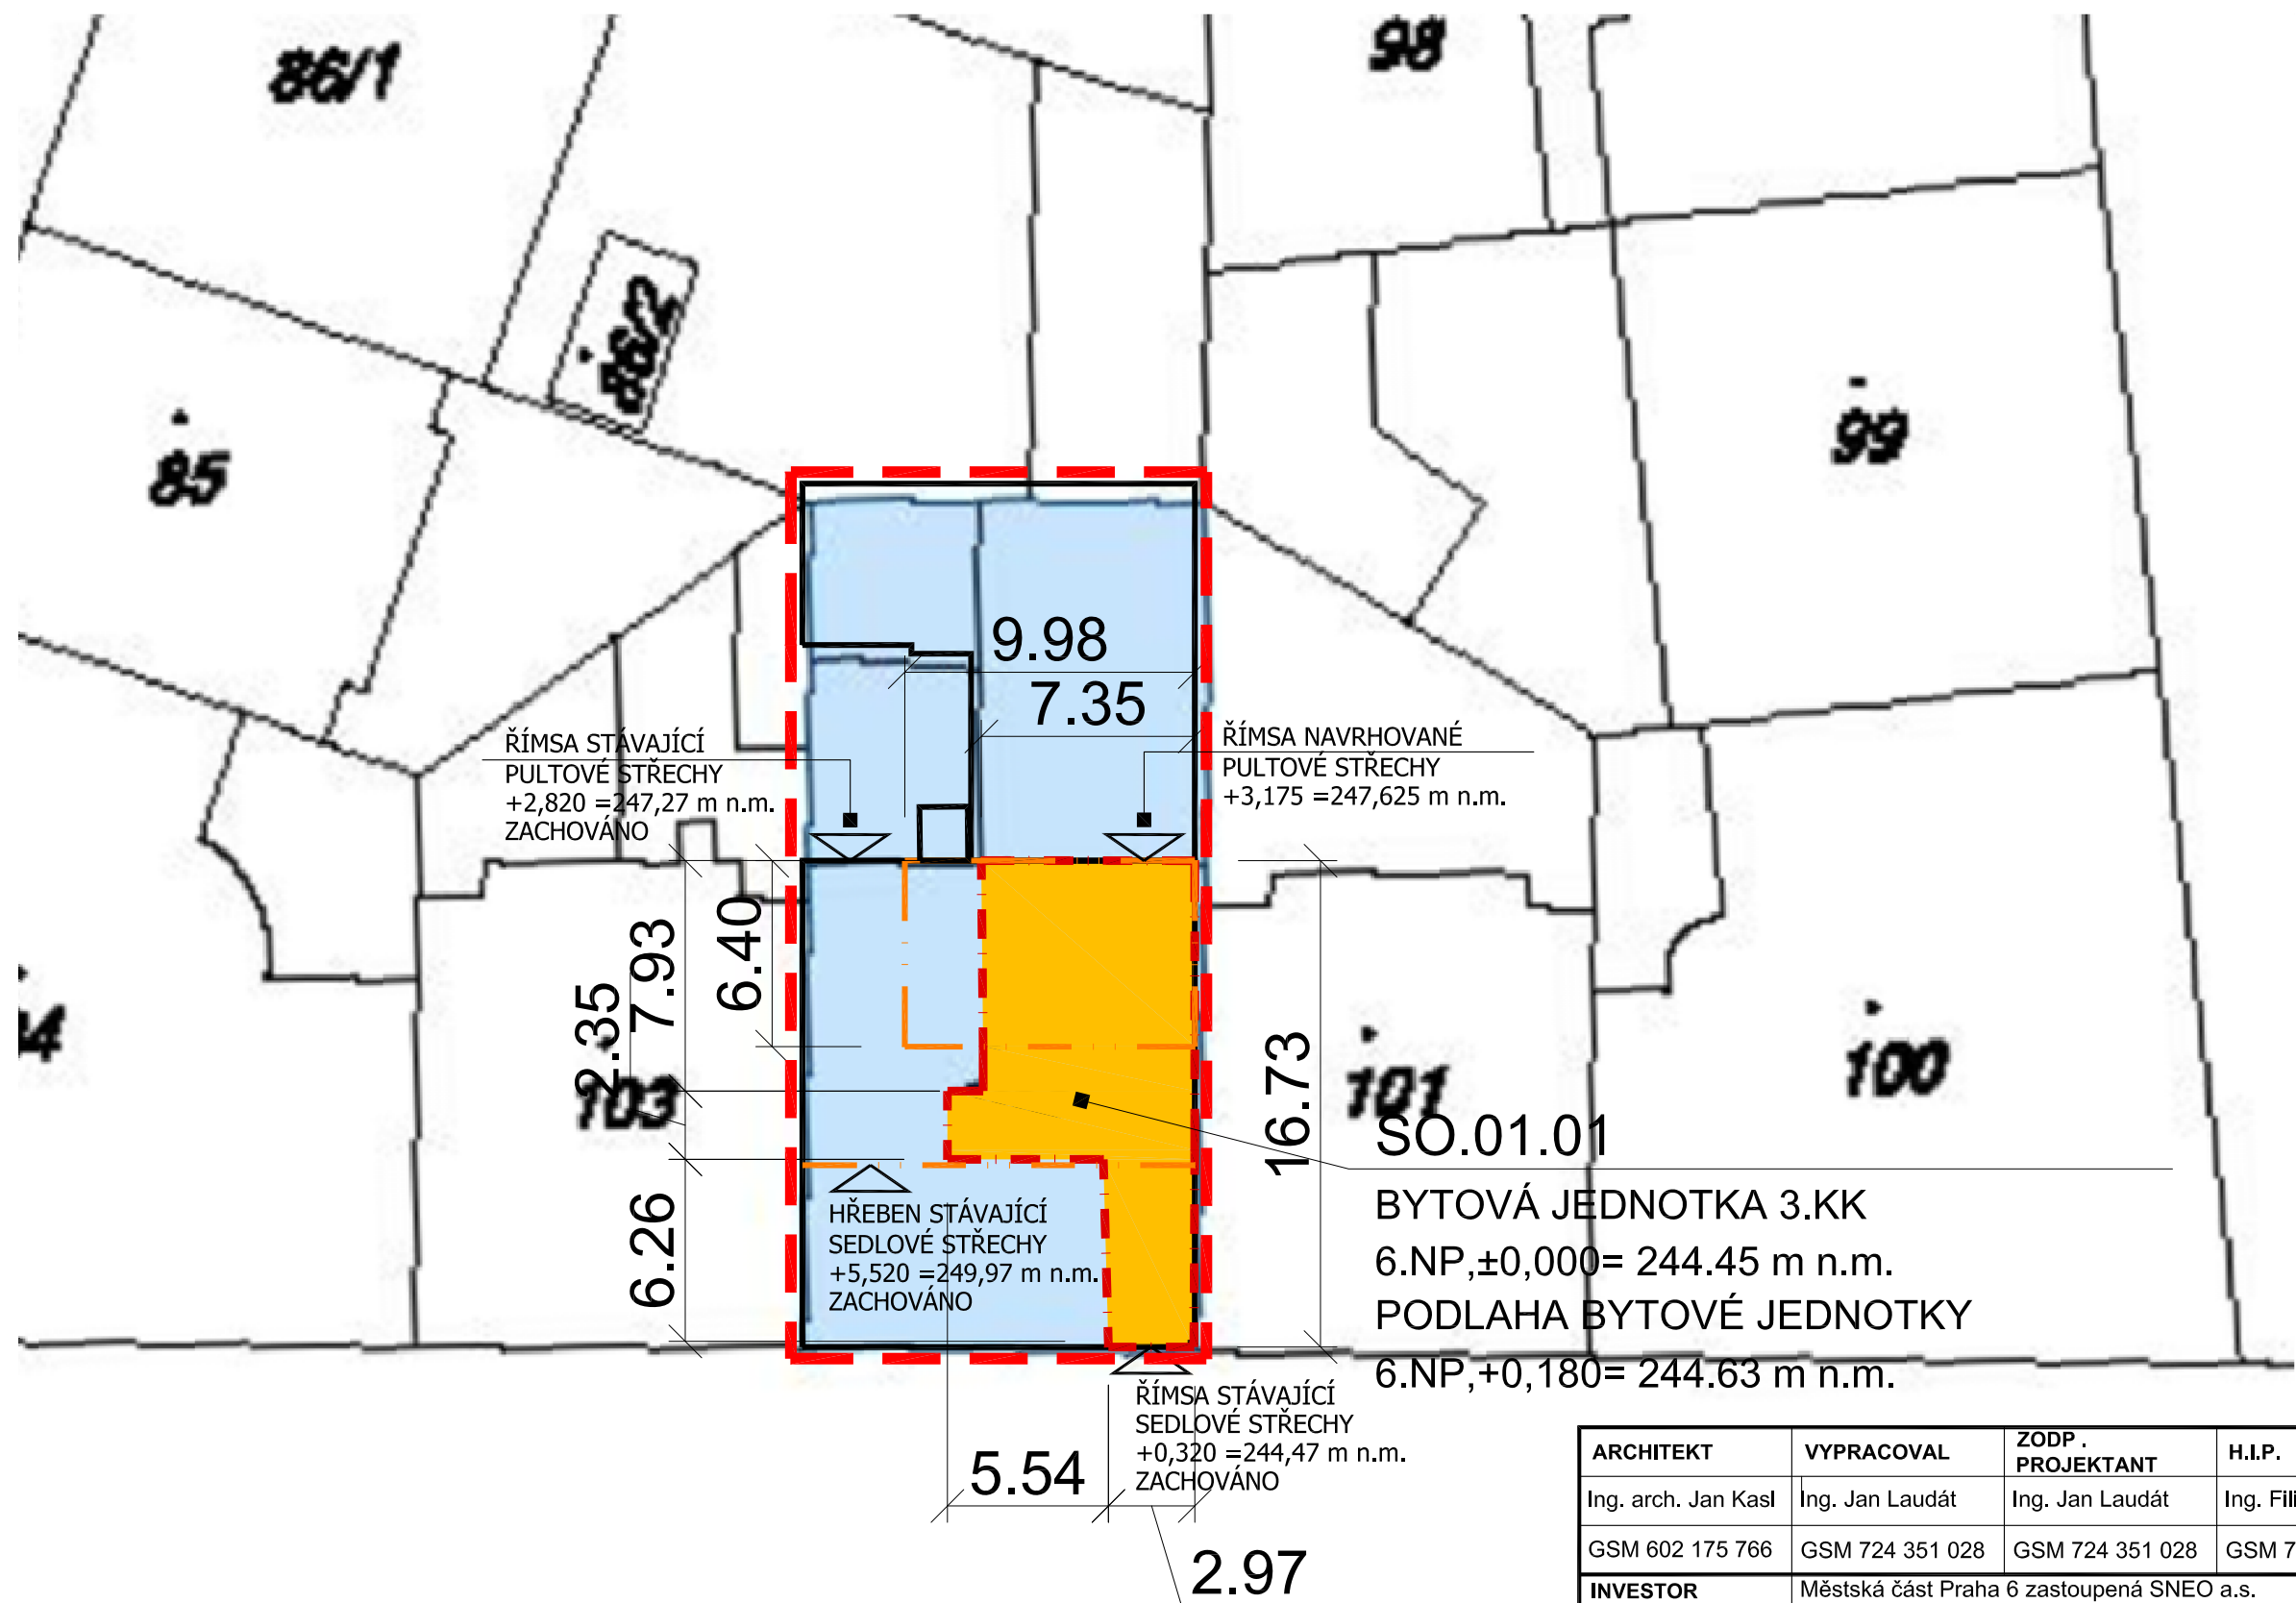 86/1
98
86/2
85
99
9.98
7.35
ŘÍMSA STÁVAJÍCÍ
PULTOVÉ STŘECHY
+2,820 =247,27 m n.m.
ZACHOVÁNO
ŘÍMSA NAVRHOVANÉ
PULTOVÉ STŘECHY
+3,175 =247,625 m n.m.
2.35
7.93
6.40
16.73
103
101
100
SO.01.01
BYTOVÁ JEDNOTKA 3.KK
6.NP,±0,000= 244.45 m n.m.
PODLAHA BYTOVÉ JEDNOTKY
6.NP,+0,180= 244.63 m n.m.
6.26
HŘEBEN STÁVAJÍCÍ
SEDLOVÉ STŘECHY
+5,520 =249,97 m n.m.
ZACHOVÁNO
ŘÍMSA STÁVAJÍCÍ
SEDLOVÉ STŘECHY
+0,320 =244,47 m n.m.
ZACHOVÁNO
5.54
2.97
ARCHITEKT VYPRACOVAL ZODP. PROJEKTANT H.I.P.
Ing. arch. Jan Kasl Ing. Jan Laudát Ing. Jan Laudát Ing.
GSM 602 175 766 GSM 724 351 028 GSM 724 351 028 GSM 7
INVESTOR Městská část Praha 6 zastoupená SNEO a.s.